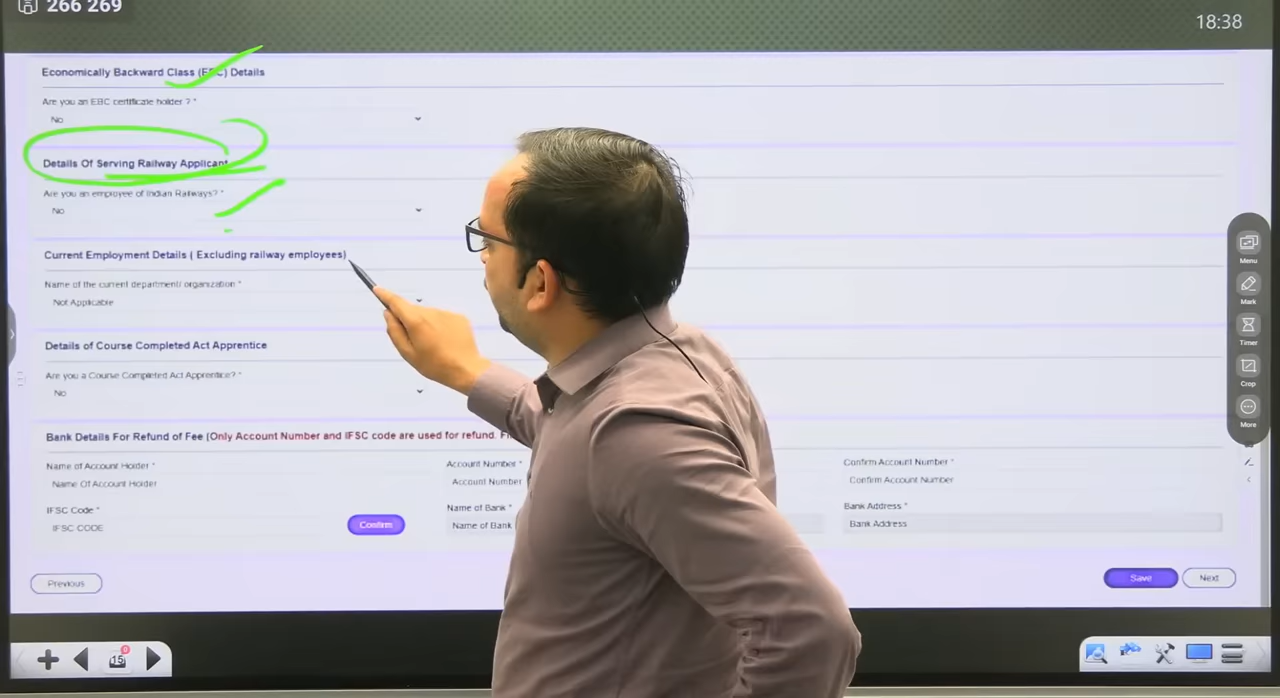 266 269
18:38
Economically Backward Class (EBC) Details
Are you an EBC certificate holder ? *
No
Details Of Serving Railway Applicant
Are you an employee of Indian Railways? *
No
Current Employment Details ( Excluding railway employees)
Name of the current department/ organization *
Not Applicable
Details of Course Completed Act Apprentice
Are you a Course Completed Act Apprentice? *
No
Bank Details For Refund of Fee (Only Account Number and IFSC code are used for refund.
Name of Account Holder *
Account Number *
Confirm Account Number *
Name Of Account Holder
Account Number
Confirm Account Number
IFSC Code *
Name of Bank *
Bank Address *
IFSC CODE
Confirm
Name of Bank
Bank Address
Previous
Save
Next
Menu
Mark
Timer
Crop
More
15